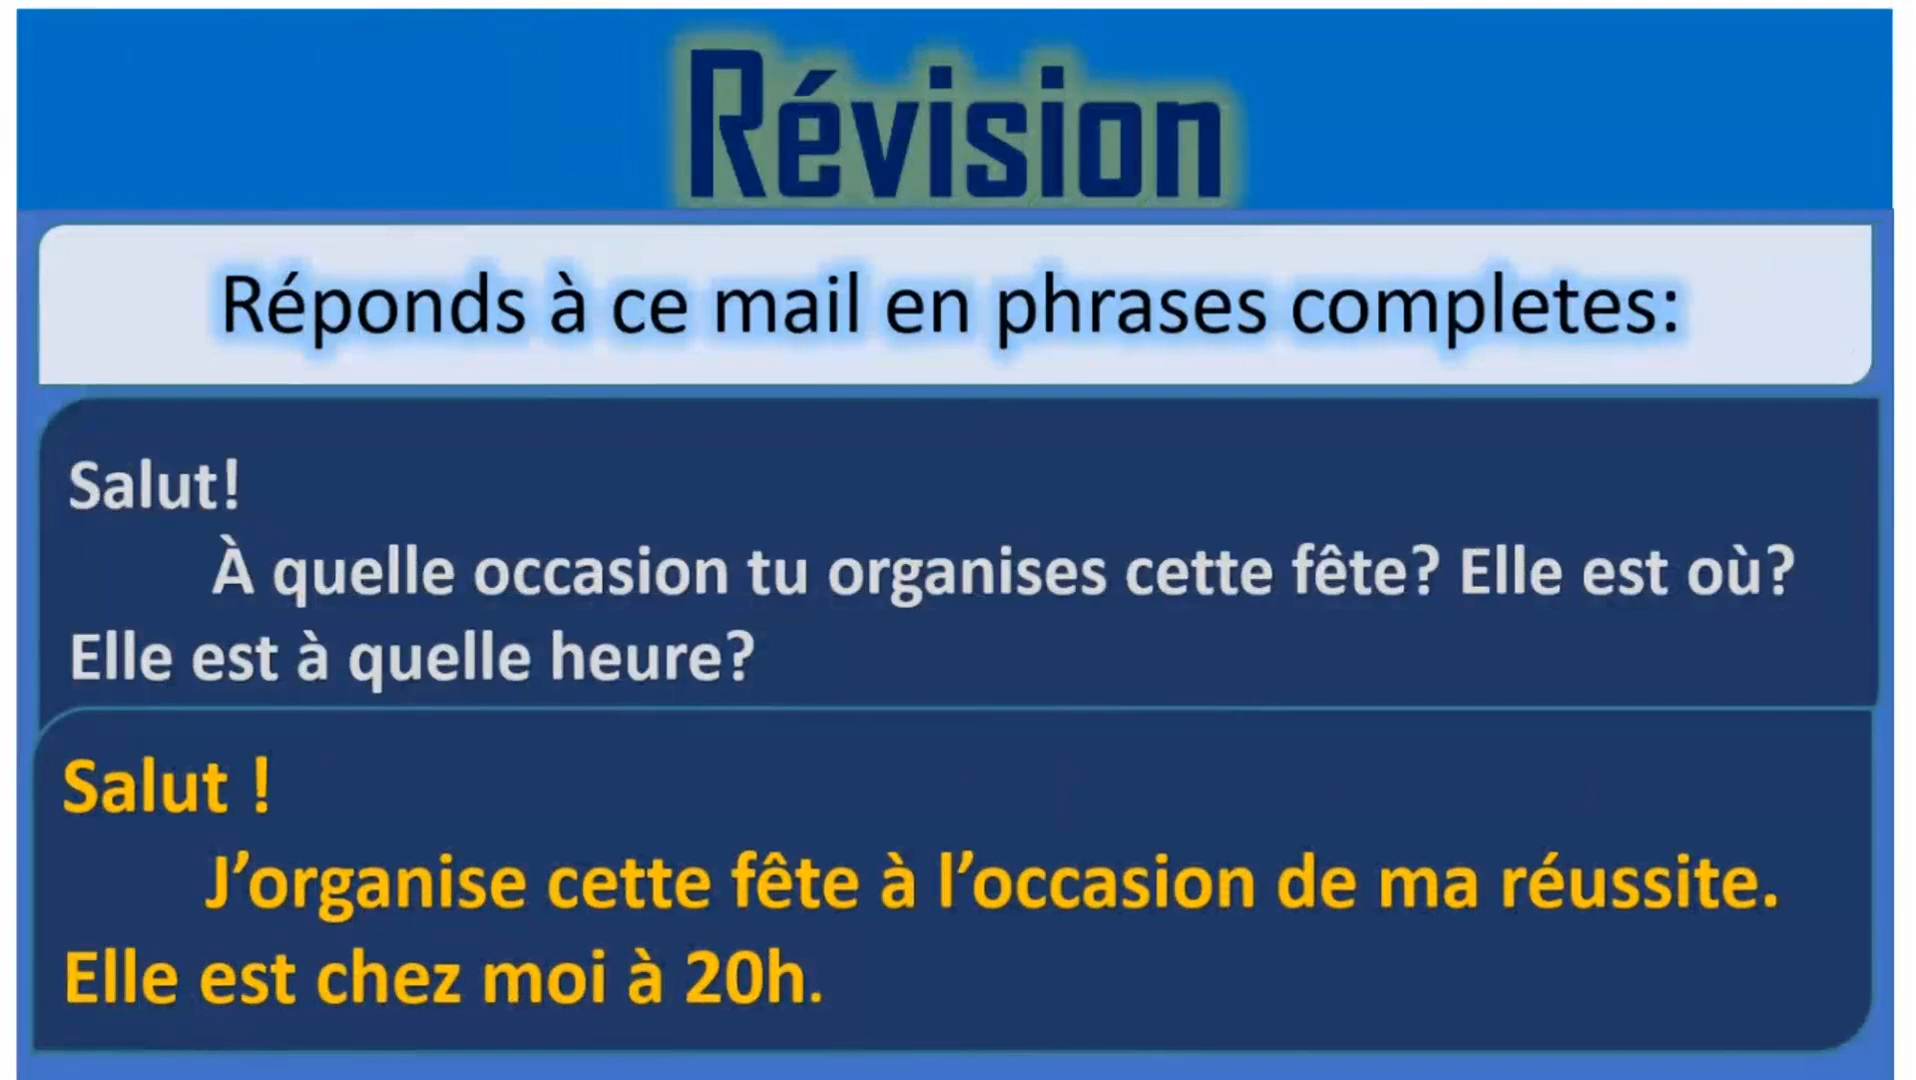 Révision
Réponds à ce mail en phrases completes:
Salut!
À quelle occasion tu organises cette fête? Elle est où?
Elle est à quelle heure?
Salut !
J’organise cette fête à l’occasion de ma réussite.
Elle est chez moi à 20h.